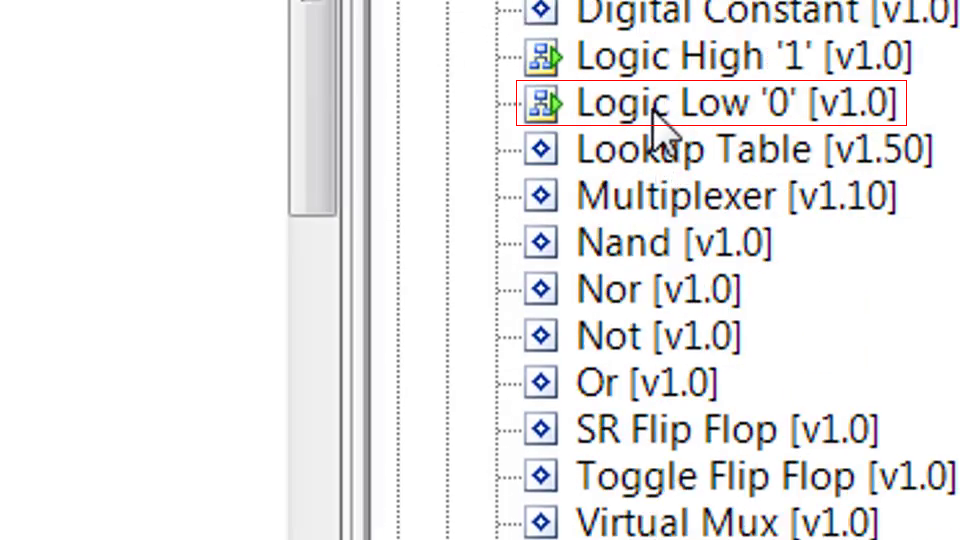 Digital Constant [v1.0]
Logic High '1' [v1.0]
Logic Low '0' [v1.0]
Lookup Table [v1.50]
Multiplexer [v1.10]
Nand [v1.0]
Nor [v1.0]
Not [v1.0]
Or [v1.0]
SR Flip Flop [v1.0]
Toggle Flip Flop [v1.0]
Virtual Mux [v1.0]